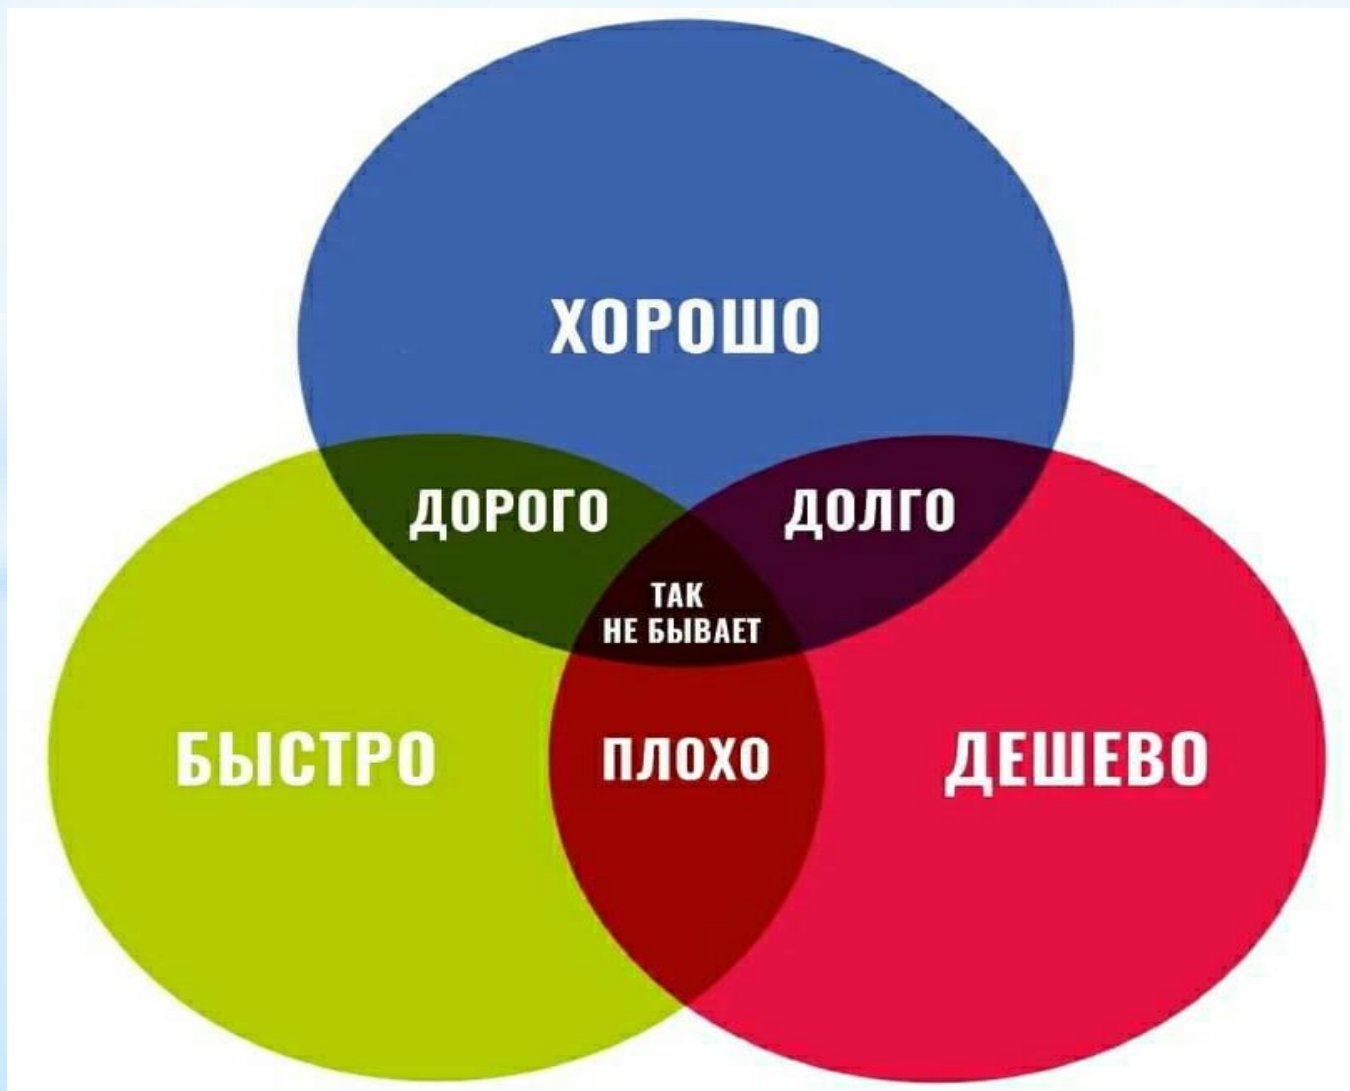 ХОРОШО
ДОРОГО
ДОЛГО
ТАК
НЕ БЫВАЕТ
БЫСТРО
ПЛОХО
ДЕШЕВО